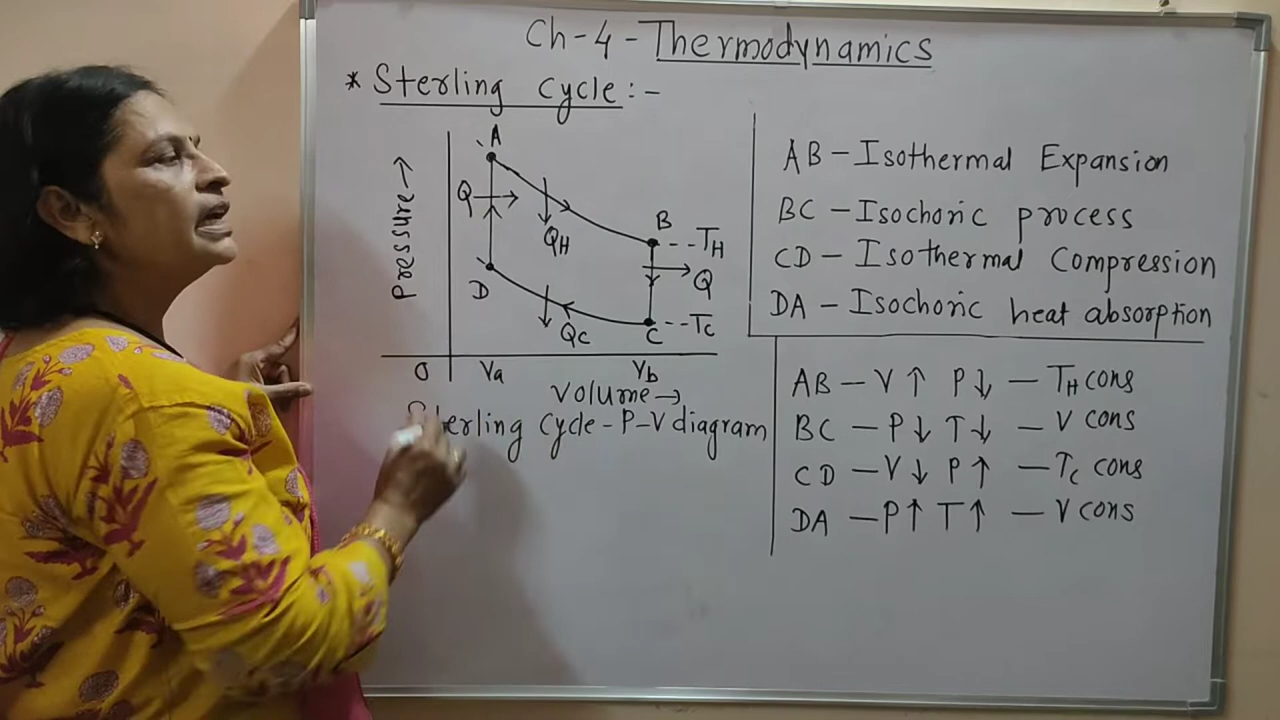 Ch-4-Thermodynamics
* Sterling cycle:-
A
Pressure→
Q
QH
B
TH
Q
D
QC
C
TC
O
Va
Vb
Volume→
Sterling cycle-P-V diagram
AB-Isothermal Expansion
BC-Isochoric process
CD-Isothermal Compression
DA-Isochoric heat absorption
AB-V↑ P↓ - TH cons
BC-P↓ T↓ - V cons
CD-V↓ P↑ - Tc cons
DA-P↑ T↑ - V cons